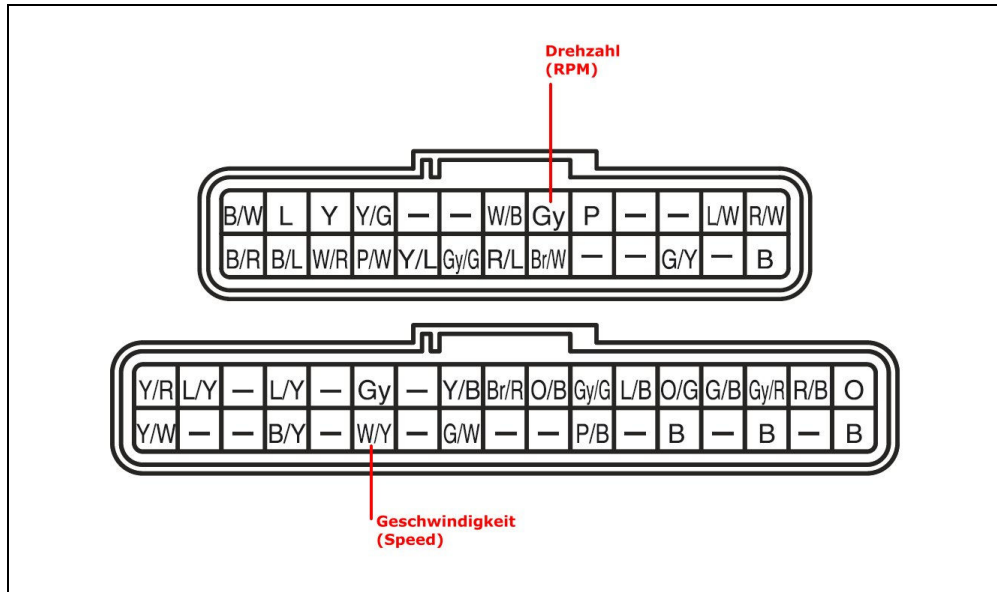 Drehzahl
(RPM)
B/W L Y Y/G – – W/B Gy P – – L/W R/W
B/R B/L W/R P/W Y/L Gy/G R/L Br/W – – G/Y – B
Y/R L/Y – L/Y – Gy – Y/B Br/R O/B Gy/G L/B O/G G/B Gy/R R/B O
Y/W – – B/Y – W/Y – G/W – – P/B – B – B – B
Geschwindigkeit
(Speed)